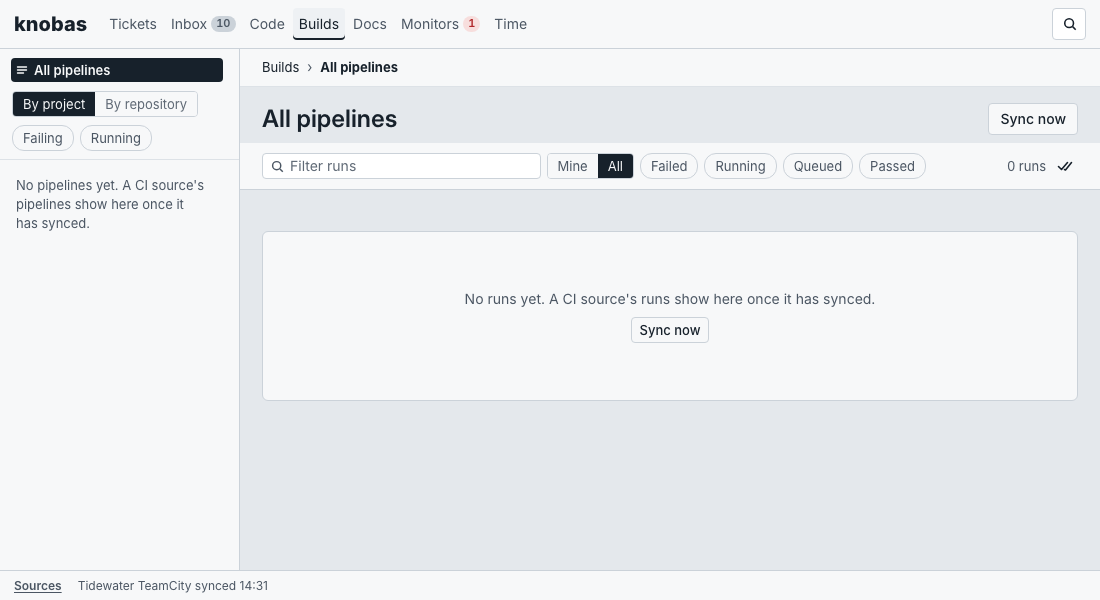 knobas Tickets Inbox 10 Code Builds Docs Monitors 1 Time
All pipelines
By project By repository
Failing Running
No pipelines yet. A CI source's
pipelines show here once it
has synced.
Builds › All pipelines
All pipelines Sync now
Filter runs Mine All Failed Running Queued Passed 0 runs
No runs yet. A CI source's runs show here once it has synced.
Sync now
Sources Tidewater TeamCity synced 14:31